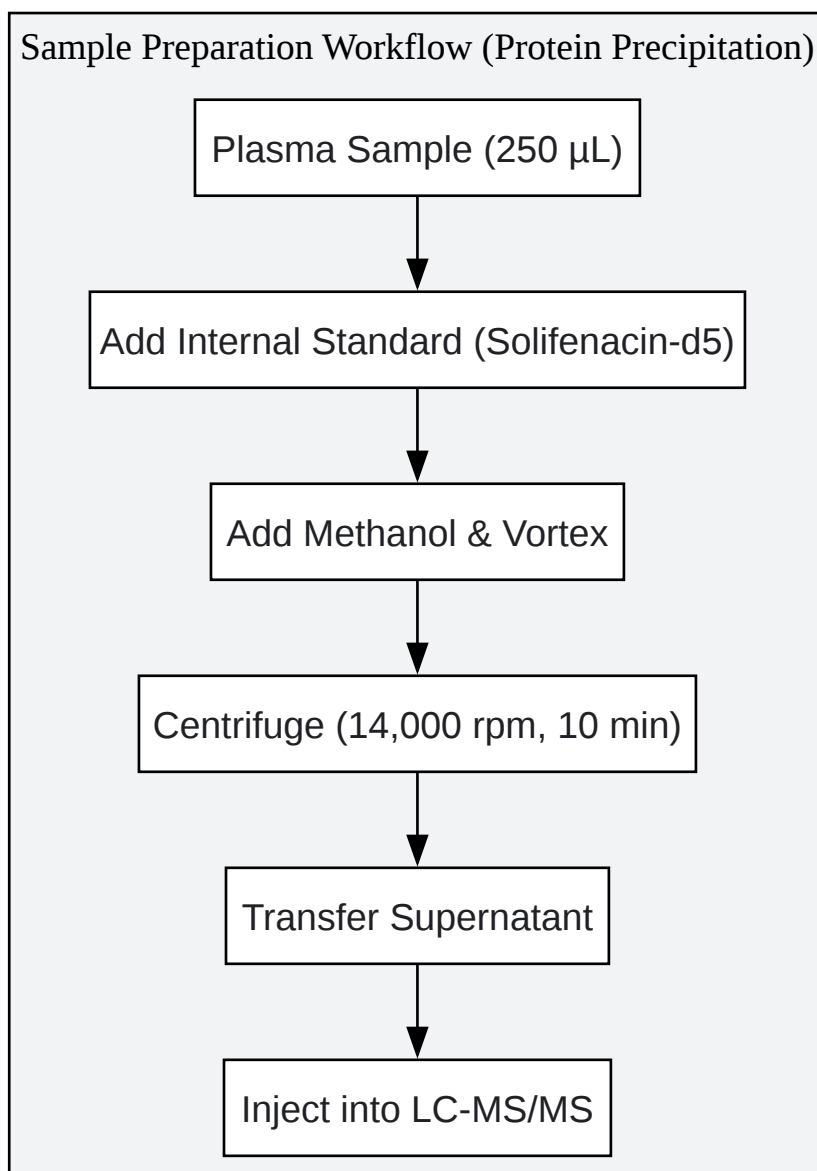 Sample Preparation Workflow (Protein Precipitation)
Plasma Sample (250 µL)
Add Internal Standard (Solifenacin-d5)
Add Methanol & Vortex
Centrifuge (14,000 rpm, 10 min)
Transfer Supernatant
Inject into LC-MS/MS